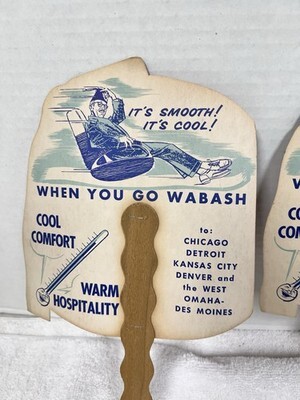 IT'S SMOOTH!
IT'S COOL!
WHEN YOU GO WABASH
COOL
COMFORT
WARM
HOSPITALITY
to:
CHICAGO
DETROIT
KANSAS CITY
DENVER and
the WEST
OMAHA-
DES MOINES